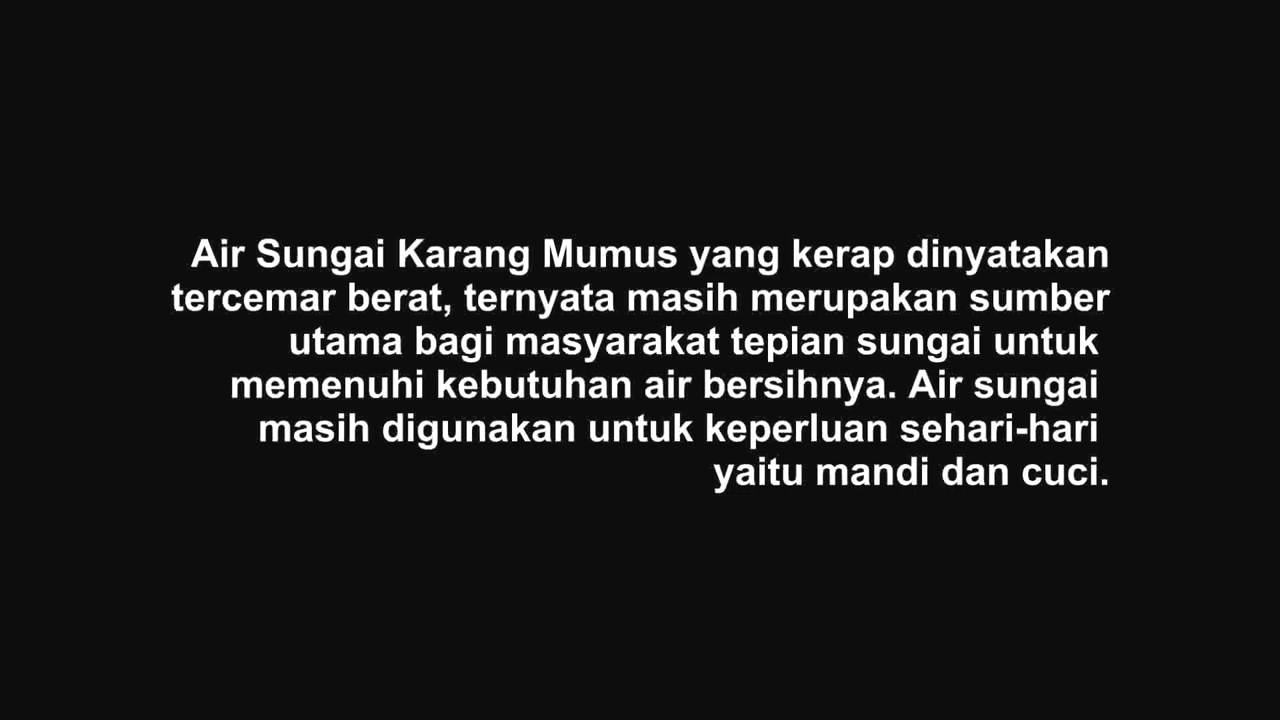 Air Sungai Karang Mumus yang kerap dinyatakan
tercemar berat, ternyata masih merupakan sumber
utama bagi masyarakat tepian sungai untuk
memenuhi kebutuhan air bersihnya. Air sungai
masih digunakan untuk keperluan sehari-hari
yaitu mandi dan cuci.